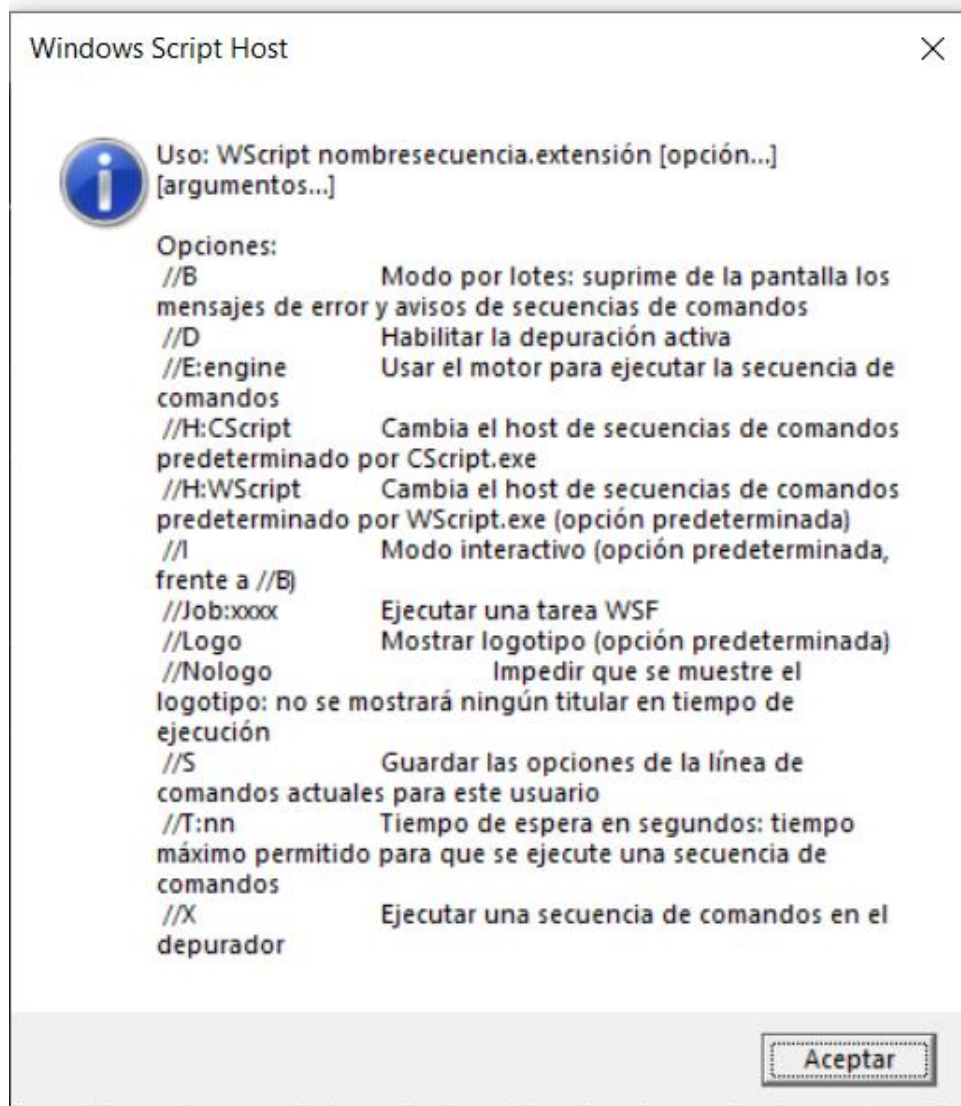 Windows Script Host
Uso: WScript nombresecuencia.extensión [opción...]
[argumentos...]
Opciones:
//B Modo por lotes: suprime de la pantalla los
mensajes de error y avisos de secuencias de comandos
//D Habilitar la depuración activa
//E:engine Usar el motor para ejecutar la secuencia de
comandos
//H:CScript Cambia el host de secuencias de comandos
predeterminado por CScript.exe
//H:WScript Cambia el host de secuencias de comandos
predeterminado por WScript.exe (opción predeterminada)
//I Modo interactivo (opción predeterminada,
frente a //B)
//Job:xxxx Ejecutar una tarea WSF
//Logo Mostrar logotipo (opción predeterminada)
//Nologo Impedir que se muestre el
logotipo: no se mostrará ningún titular en tiempo de
ejecución
//S Guardar las opciones de la línea de
comandos actuales para este usuario
//T:nn Tiempo de espera en segundos: tiempo
máximo permitido para que se ejecute una secuencia de
comandos
//X Ejecutar una secuencia de comandos en el
depurador
Aceptar